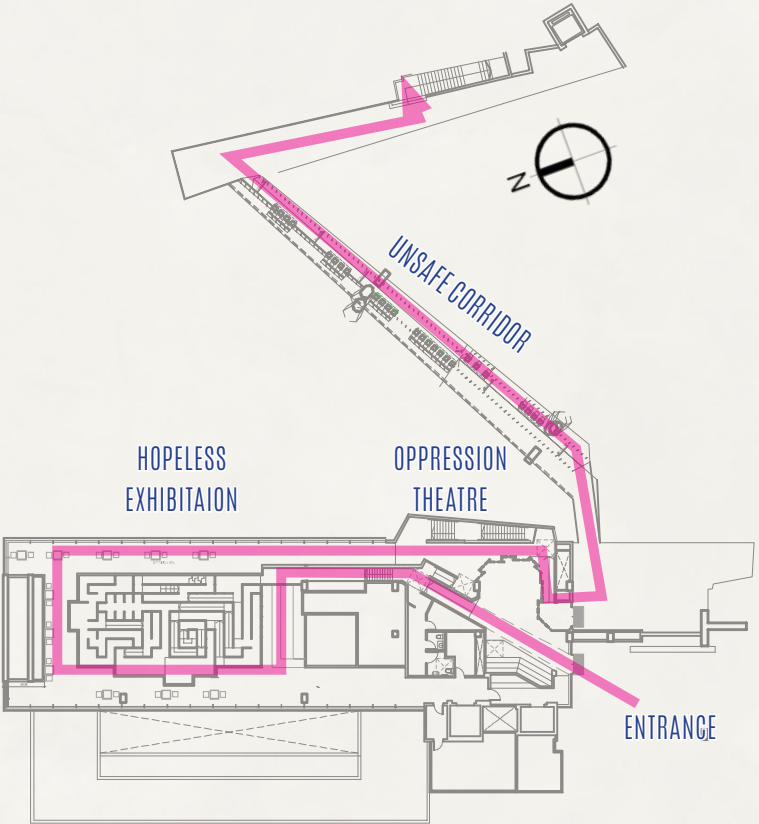 N
UNSAFE CORRIDOR
HOPELESS
EXHIBITAION
OPPRESSION
THEATRE
ENTRANCE